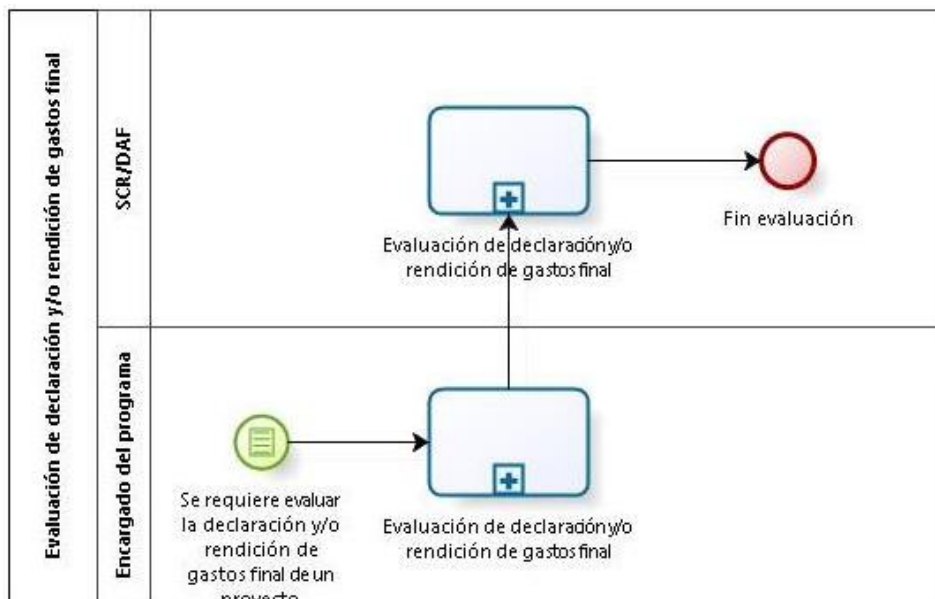 Evaluación de declaración y/o rendición de gastos final
SCR/DAF
Evaluación de declaración y/o
rendición de gastos final
Fin evaluación
Encargado del programa
Se requiere evaluar
la declaración y/o
rendición de
gastos final de un
proyecto
Evaluación de declaración y/o
rendición de gastos final